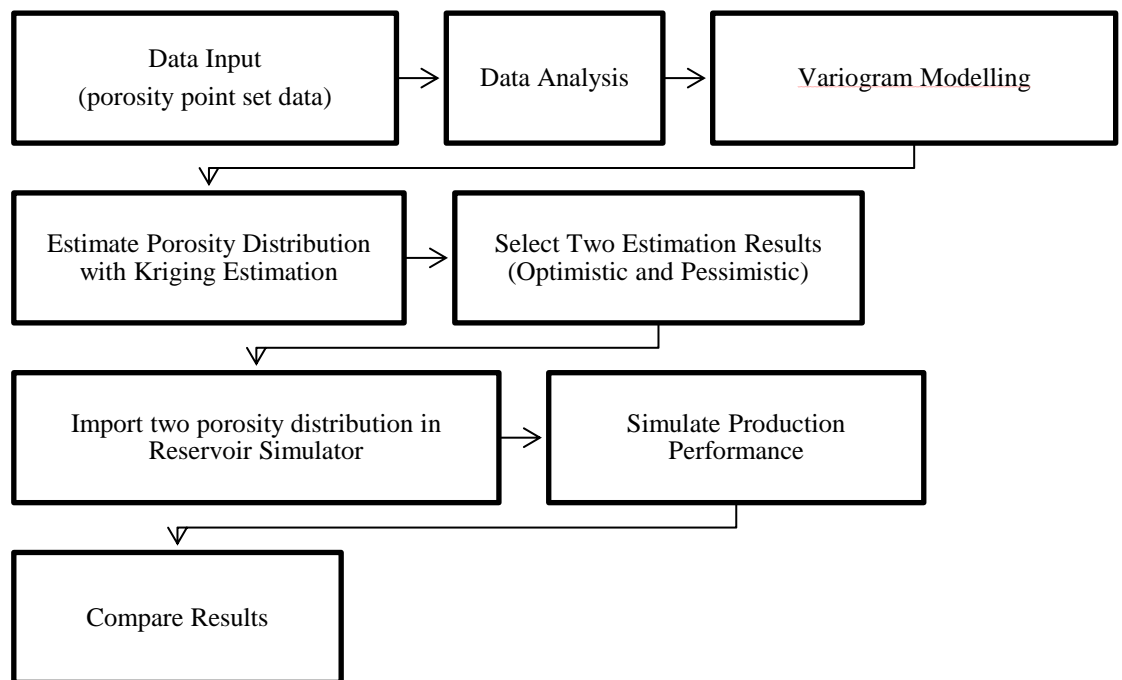 Data Input
(porosity point set data)
Data Analysis
Variogram Modelling
Estimate Porosity Distribution
with Kriging Estimation
Select Two Estimation Results
(Optimistic and Pessimistic)
Import two porosity distribution in
Reservoir Simulator
Simulate Production
Performance
Compare Results